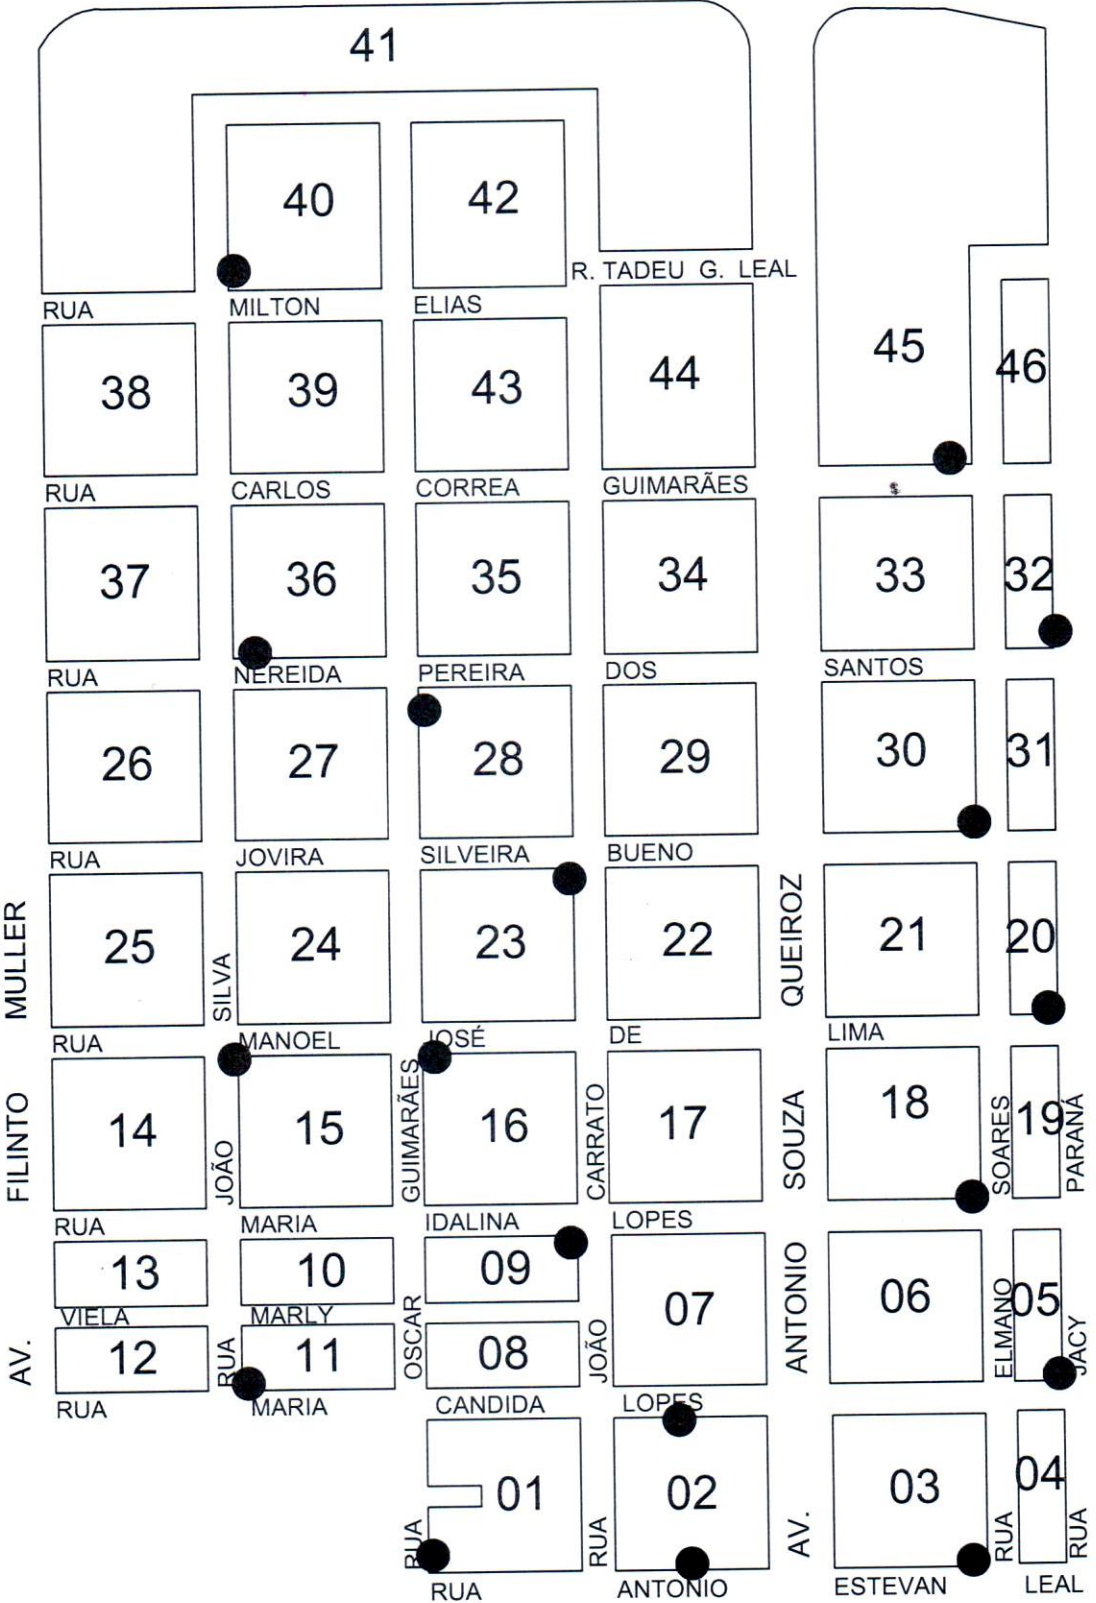 41
40 42
R. TADEU G. LEAL
RUA MILTON ELIAS
38 39 43 44 45 46
RUA CARLOS CORREA GUIMARÃES
37 36 35 34 33 32
RUA NEREIDA PEREIRA DOS SANTOS
26 27 28 29 30 31
RUA JOVIRA SILVEIRA BUENO
25 24 23 22 21 20
RUA MANOEL JOSÉ DE LIMA
14 15 16 17 18 19
RUA MARIA IDALINA LOPES
13 10 09 07 06 05
VIELA MARLY
12 11 08
RUA MARIA CANDIDA LOPES
01 02 03 04
RUA ANTONIO ESTEVAN LEAL
AV. FILINTO MULLER
RUA JOÃO SILVA
RUA OSCAR GUIMARÃES
RUA JOÃO CARRATO
AV. ANTONIO SOUZA QUEIROZ
RUA ELMANO SOARES
RUA JACY PARANÁ